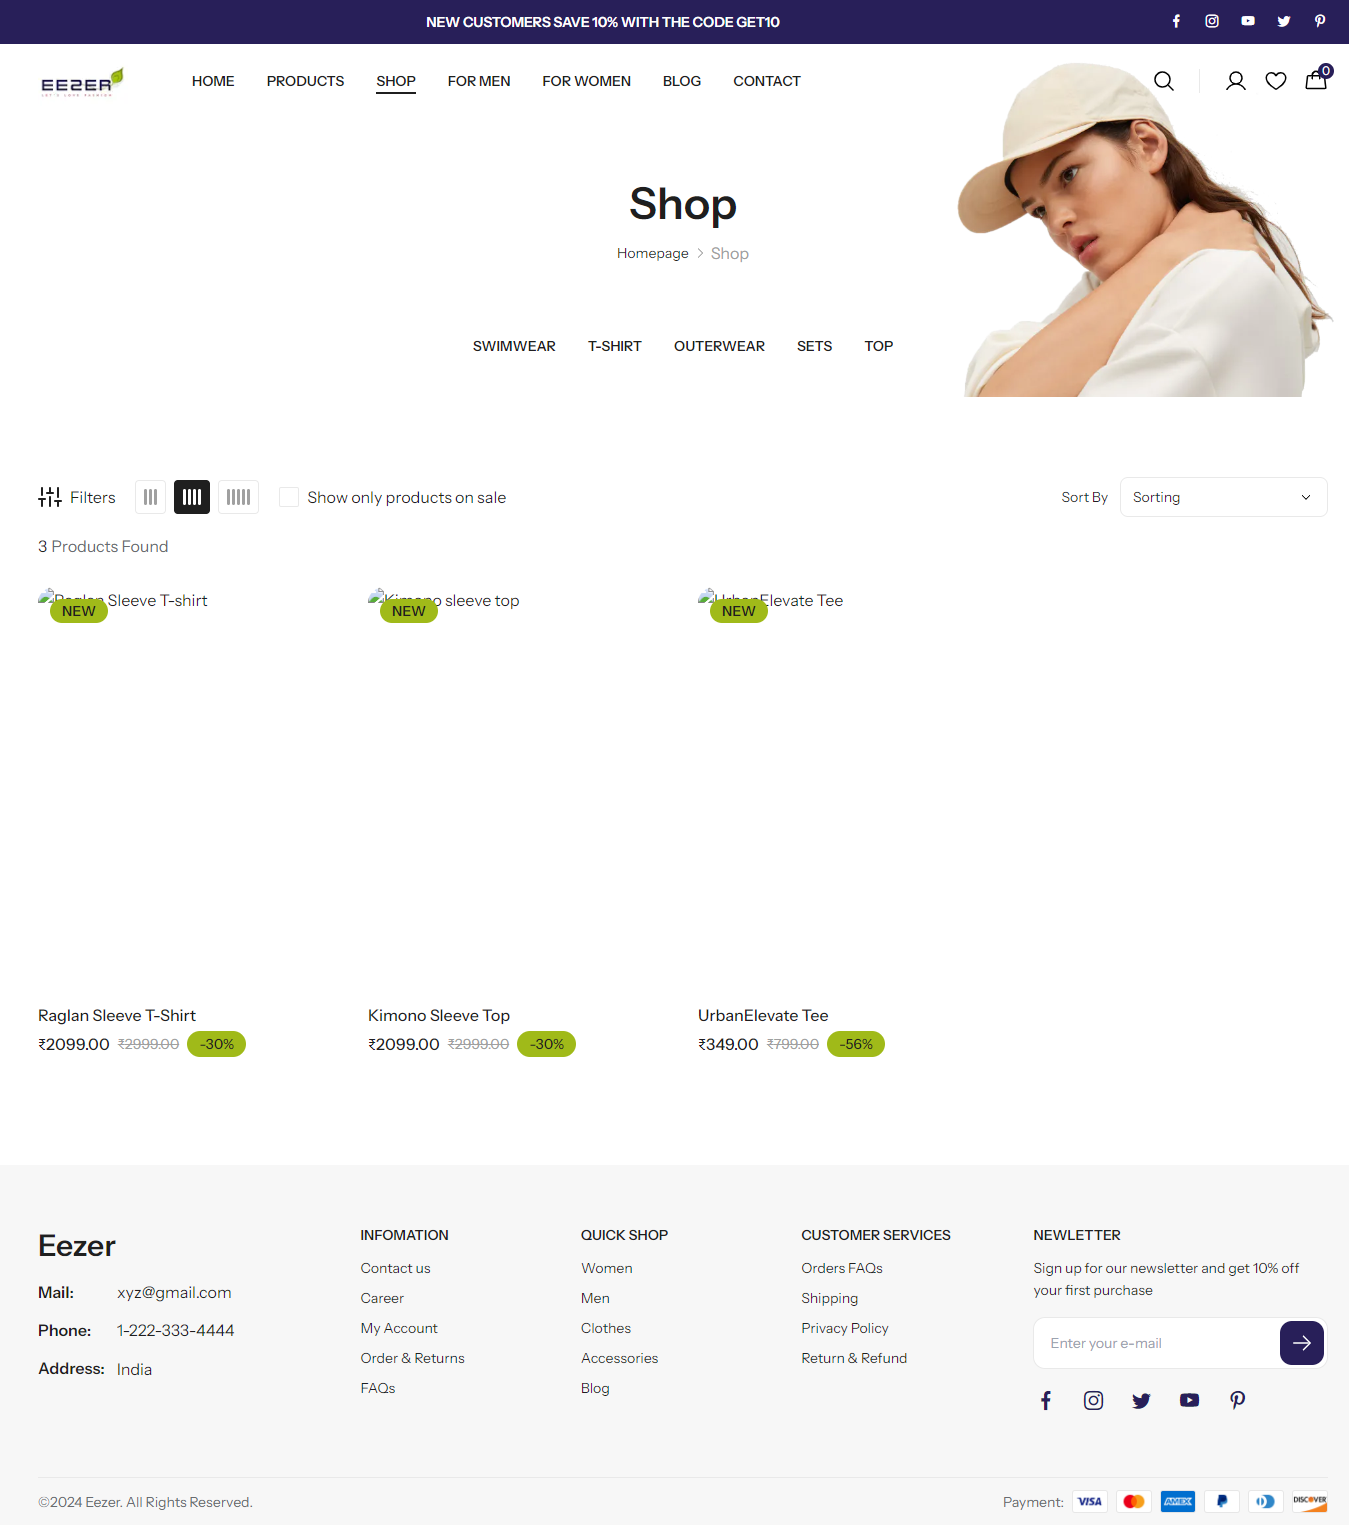 NEW CUSTOMERS SAVE 10% WITH THE CODE GET10
EEZER
HOME PRODUCTS SHOP FOR MEN FOR WOMEN BLOG CONTACT
0
Shop
Homepage > Shop
SWIMWEAR T-SHIRT OUTERWEAR SETS TOP
Filters Show only products on sale Sort By Sorting
3 Products Found
Raglan Sleeve T-shirt Kimono sleeve top UrbanElevate Tee
NEW NEW NEW
Raglan Sleeve T-Shirt Kimono Sleeve Top UrbanElevate Tee
₹2099.00 ₹2999.00 -30% ₹2099.00 ₹2999.00 -30% ₹349.00 ₹799.00 -56%
Eezer
Mail: xyz@gmail.com
Phone: 1-222-333-4444
Address: India
INFOMATION
Contact us
Career
My Account
Order & Returns
FAQs
QUICK SHOP
Women
Men
Clothes
Accessories
Blog
CUSTOMER SERVICES
Orders FAQs
Shipping
Privacy Policy
Return & Refund
NEWLETTER
Sign up for our newsletter and get 10% off
your first purchase
Enter your e-mail
©2024 Eezer. All Rights Reserved.
Payment: VISA AMEX DISCOVER